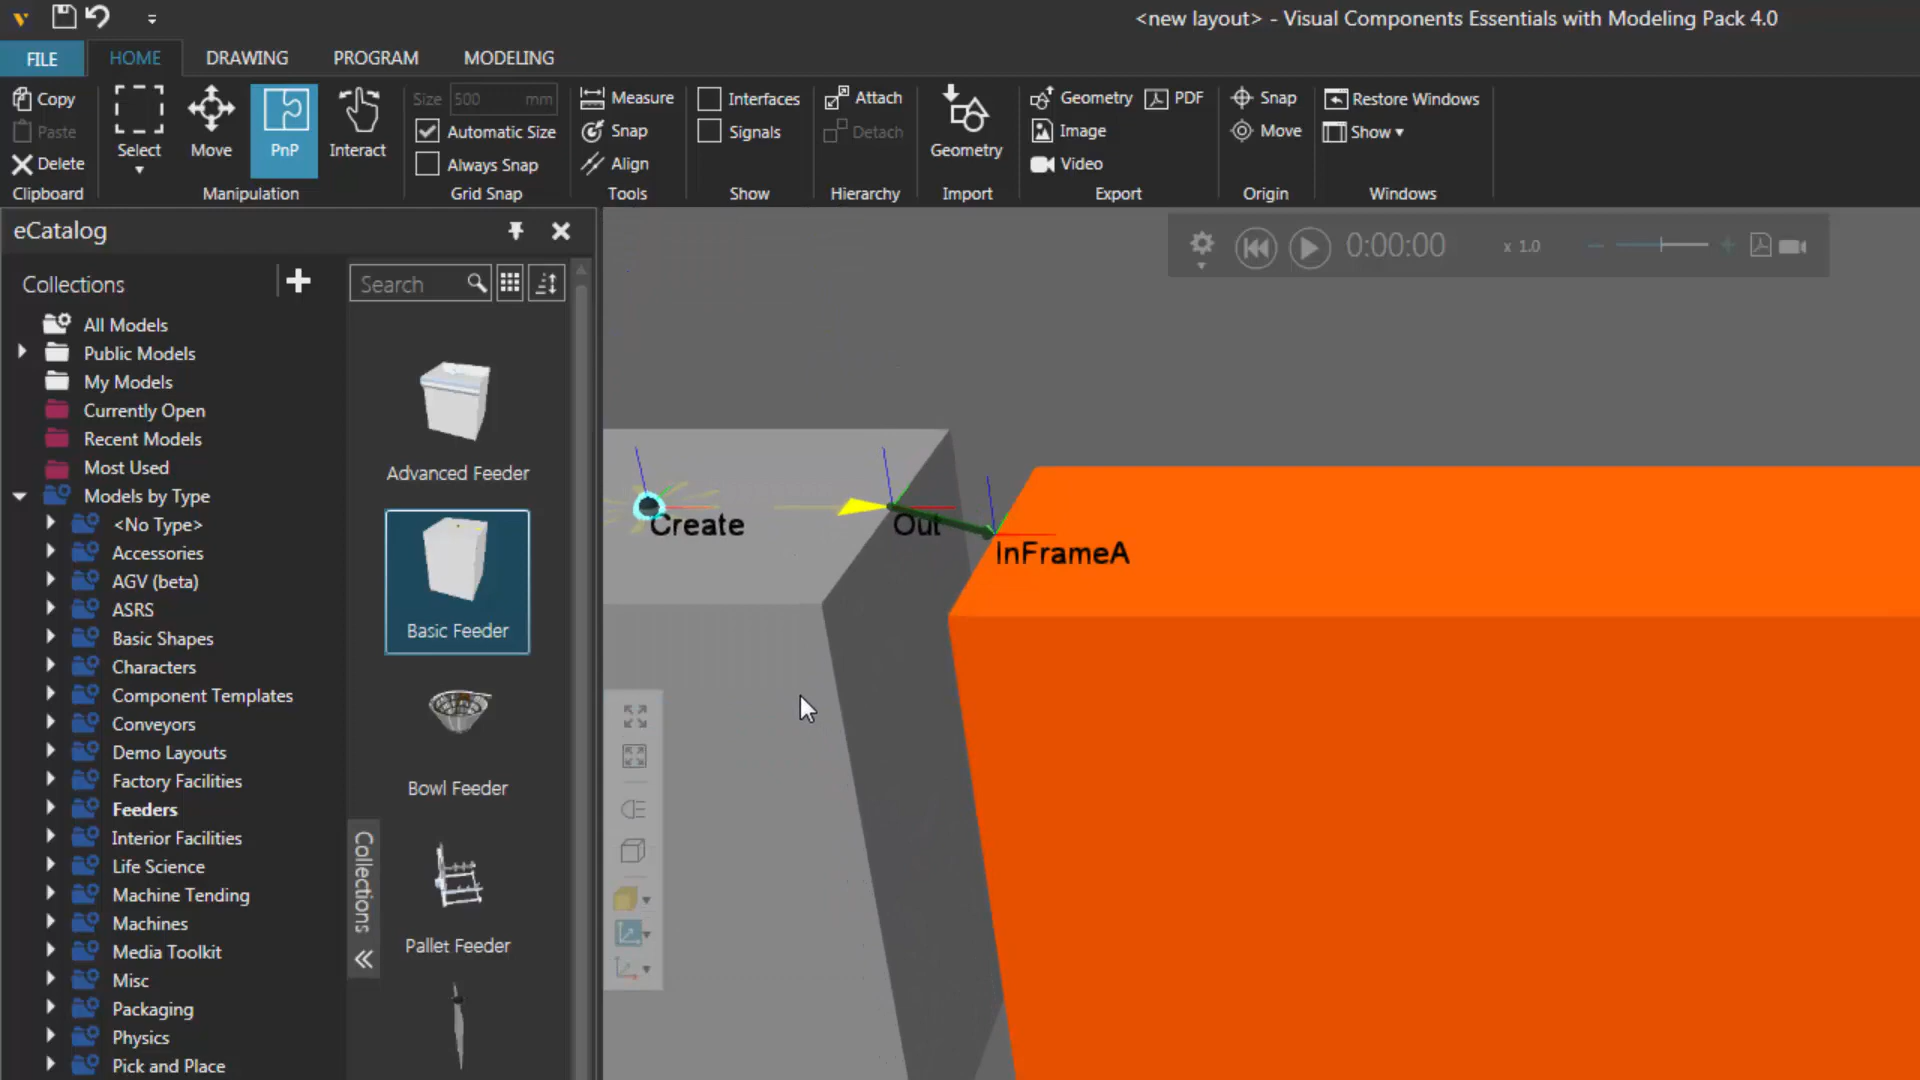 <new layout> - Visual Components Essentials with Modeling Pack 4.0
FILE
HOME
DRAWING
PROGRAM
MODELING
Copy
Paste
Delete
Clipboard
Select
Move
PnP
Interact
Manipulation
Size 500 mm
Automatic Size
Always Snap
Grid Snap
Measure
Snap
Align
Tools
Interfaces
Signals
Show
Attach
Detach
Hierarchy
Geometry
Import
Geometry
PDF
Image
Video
Export
Snap
Move
Origin
Restore Windows
Show
Windows
eCatalog
Collections
Search
All Models
Public Models
My Models
Currently Open
Recent Models
Most Used
Models by Type
<No Type>
Accessories
AGV (beta)
ASRS
Basic Shapes
Characters
Component Templates
Conveyors
Demo Layouts
Factory Facilities
Feeders
Interior Facilities
Life Science
Machine Tending
Machines
Media Toolkit
Misc
Packaging
Physics
Pick and Place
Collections
Advanced Feeder
Basic Feeder
Bowl Feeder
Pallet Feeder
0:00:00
x 1.0
Create
Out
InFrameA